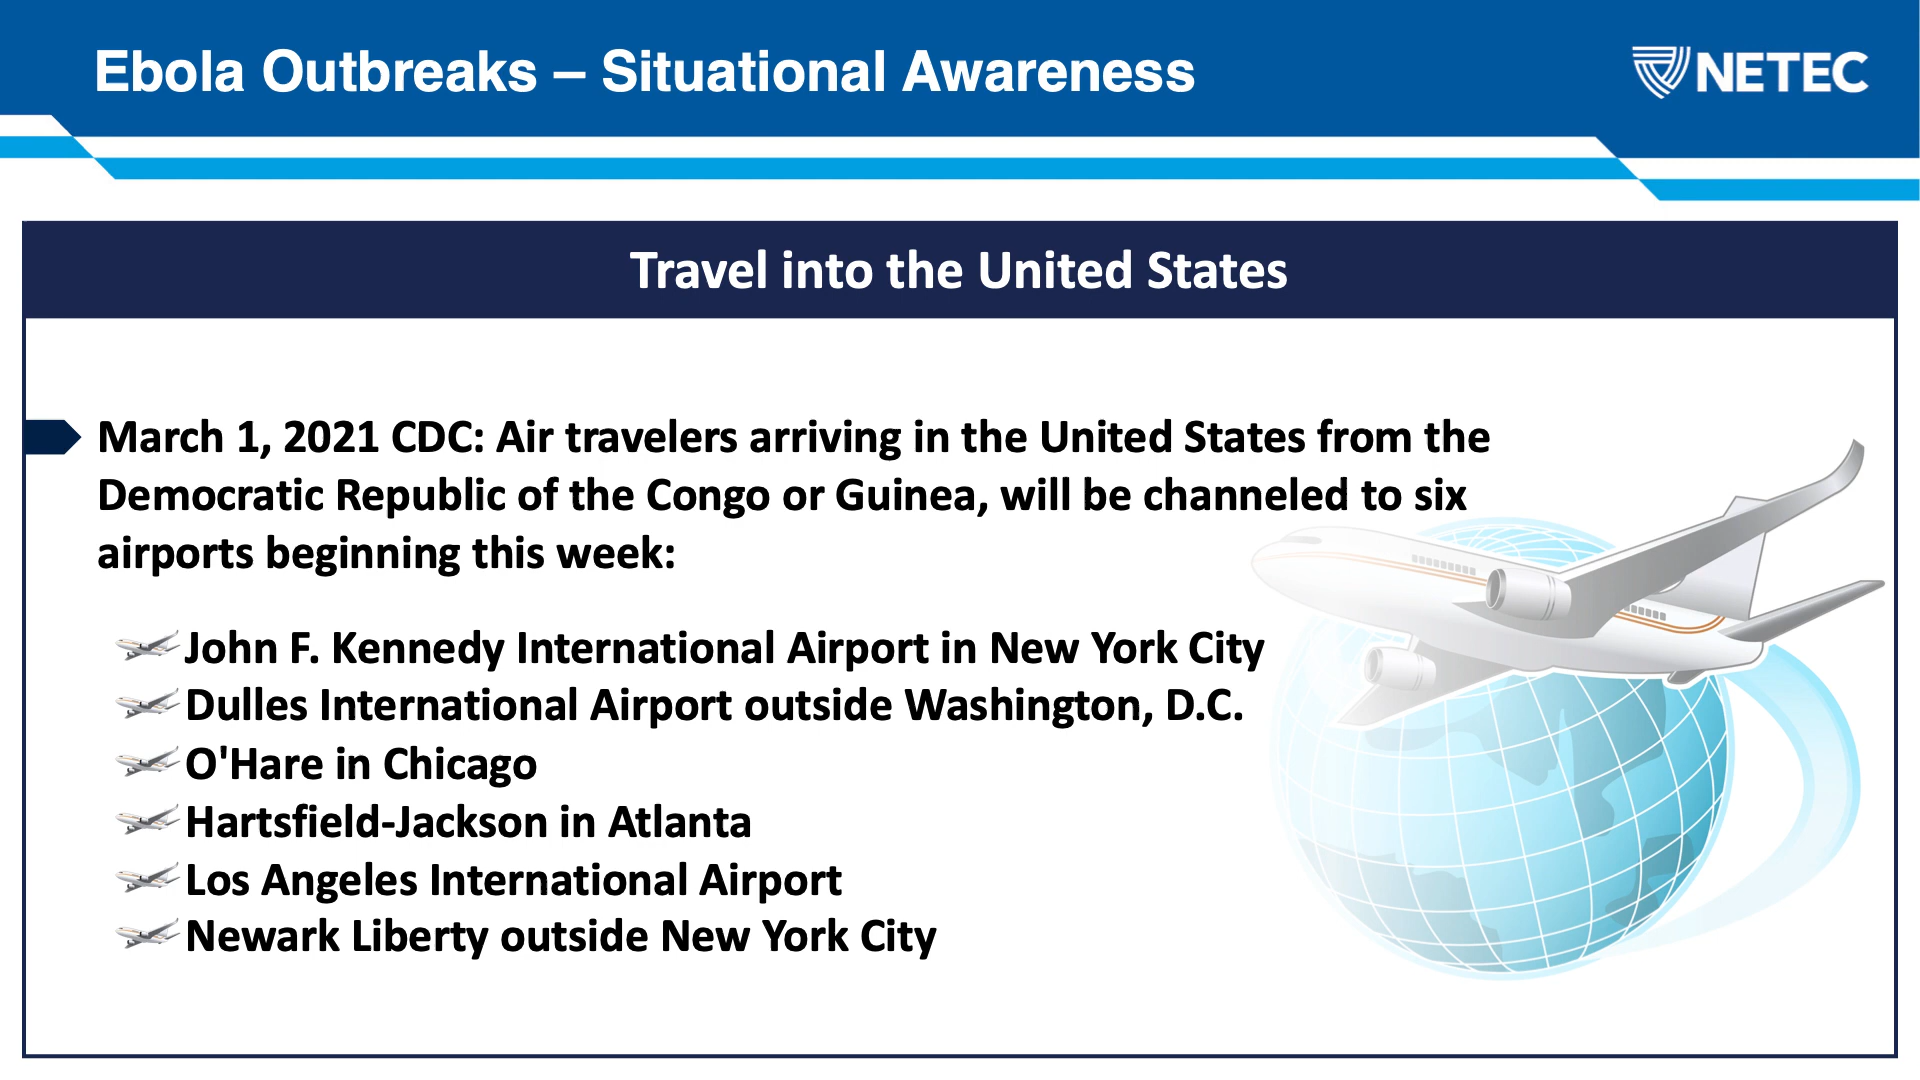 Ebola Outbreaks – Situational Awareness
NETEC
Travel into the United States
March 1, 2021 CDC: Air travelers arriving in the United States from the
Democratic Republic of the Congo or Guinea, will be channeled to six
airports beginning this week:
John F. Kennedy International Airport in New York City
Dulles International Airport outside Washington, D.C.
O'Hare in Chicago
Hartsfield-Jackson in Atlanta
Los Angeles International Airport
Newark Liberty outside New York City